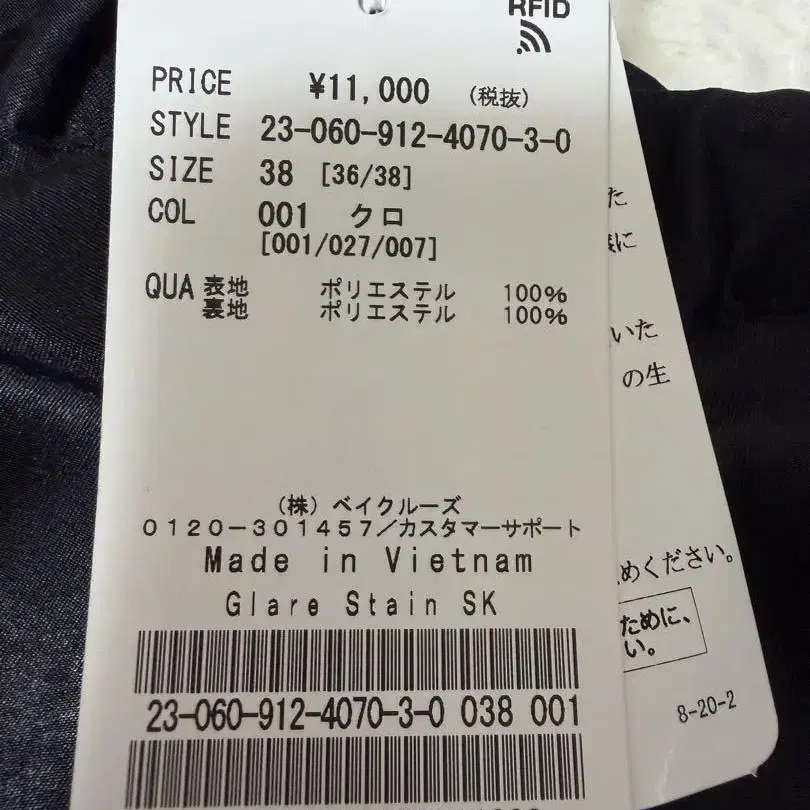 RFID
PRICE ¥11,000 (税抜)
STYLE 23-060-912-4070-3-0
SIZE 38 [36/38]
COL 001 クロ
[001/027/007]
QUA 表地 ポリエステル 100%
裏地 ポリエステル 100%
(株) ベイクルーズ
0120-301457/カスタマーサポート
Made in Vietnam
Glare Stain SK
23-060-912-4070-3-0 038 001
た
に
いた
の生
めください。
ために、
い。
8-20-2